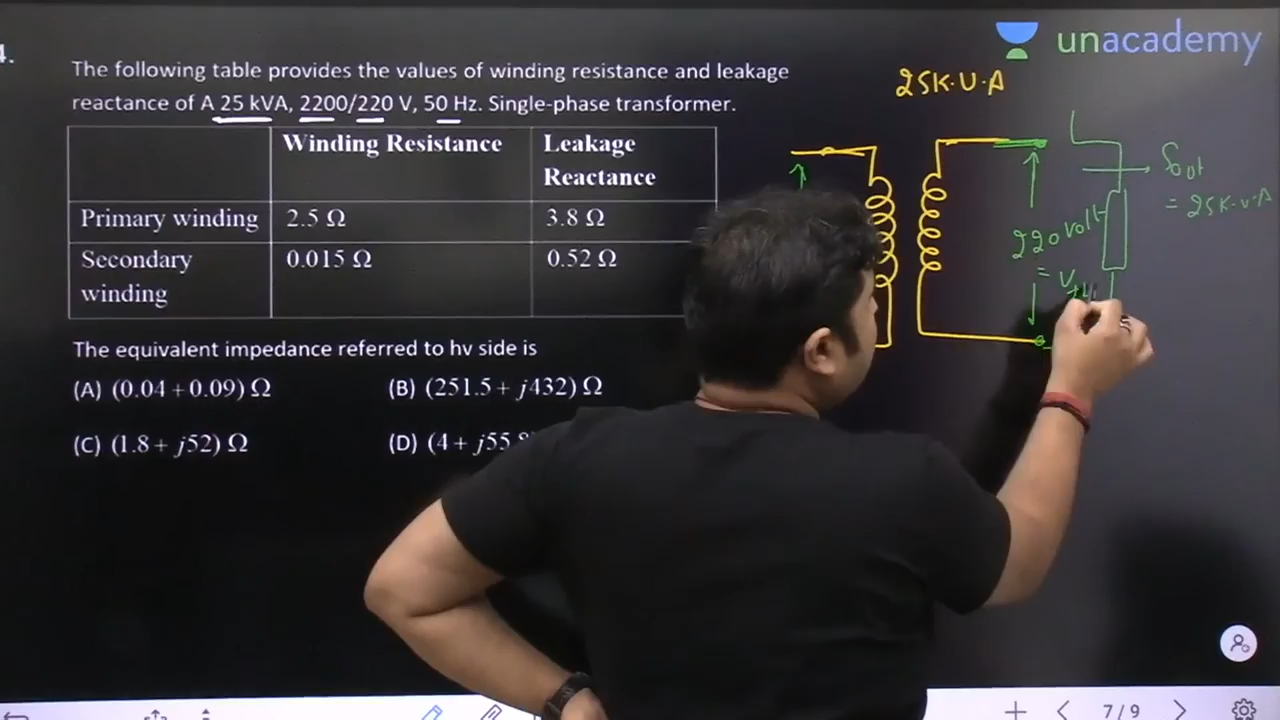 4.
unacademy
The following table provides the values of winding resistance and leakage
reactance of A 25 kVA, 2200/220 V, 50 Hz. Single-phase transformer.
25K.V.A
Winding Resistance
Leakage
Reactance
Primary winding
2.5 Ω
3.8 Ω
Secondary
winding
0.015 Ω
0.52 Ω
Sout
= 25K.V.A
220 volt
The equivalent impedance referred to hv side is
(A) (0.04 + 0.09) Ω
(B) (251.5 + j432) Ω
(C) (1.8 + j52) Ω
(D) (4 + j55.8
7/9